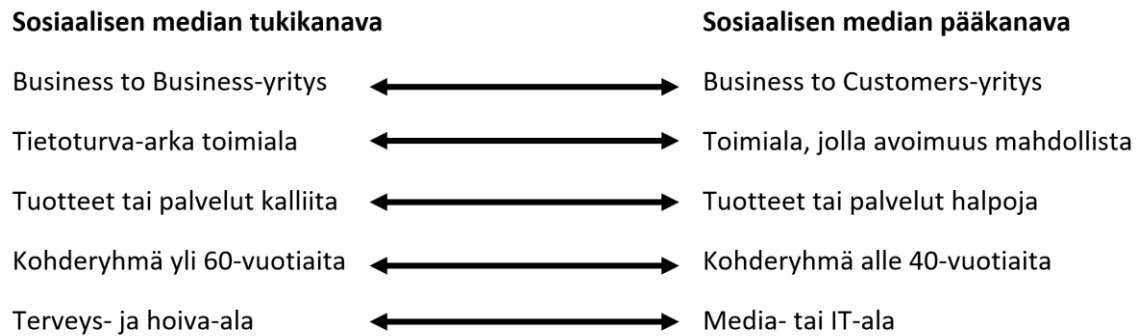 Sosiaalisen median tukikanava Sosiaalisen median pääkanava
Business to Business-yritys Business to Customers-yritys
Tietoturva-arka toimiala Toimiala, jolla avoimuus mahdollista
Tuotteet tai palvelut kalliita Tuotteet tai palvelut halpoja
Kohderyhmä yli 60-vuotiaita Kohderyhmä alle 40-vuotiaita
Terveys- ja hoiva-ala Media- tai IT-ala